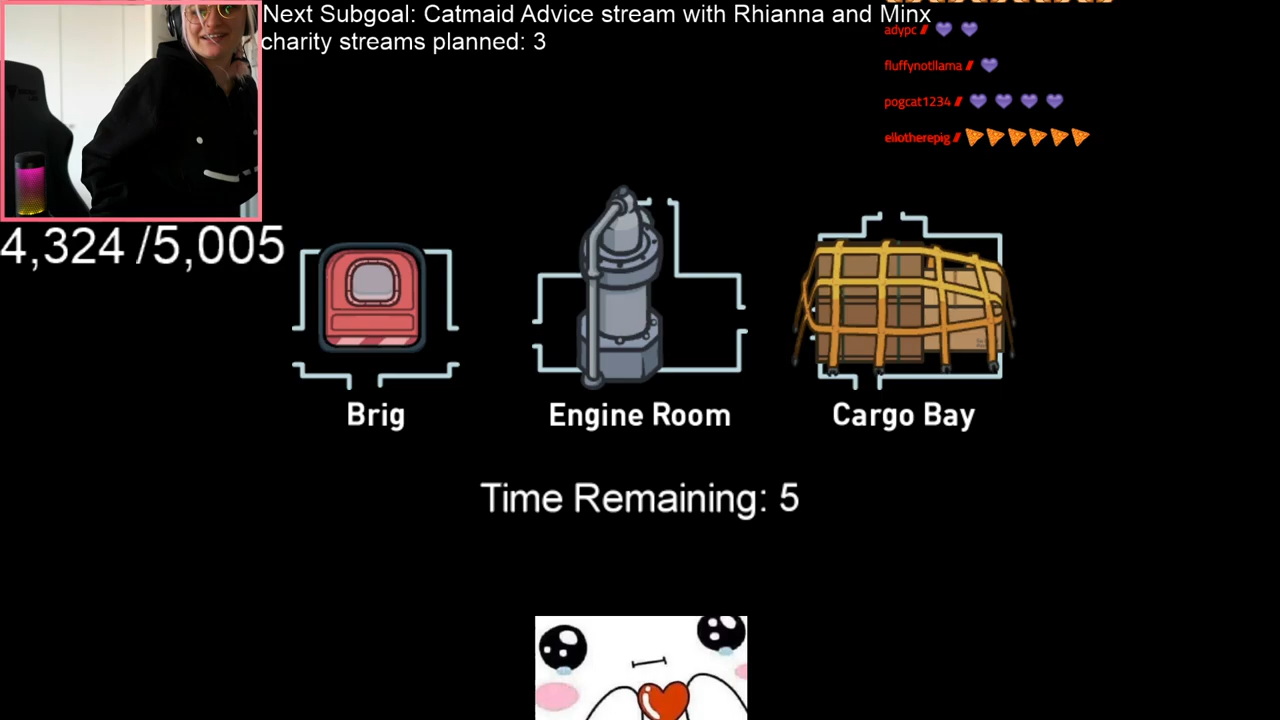 Next Subgoal: Catmaid Advice stream with Rhianna and Minx
charity streams planned: 3
adypc //
fluffynotllama //
pogcat1234 //
ellotherepig //
4,324 /5,005
Brig
Engine Room
Cargo Bay
Time Remaining: 5